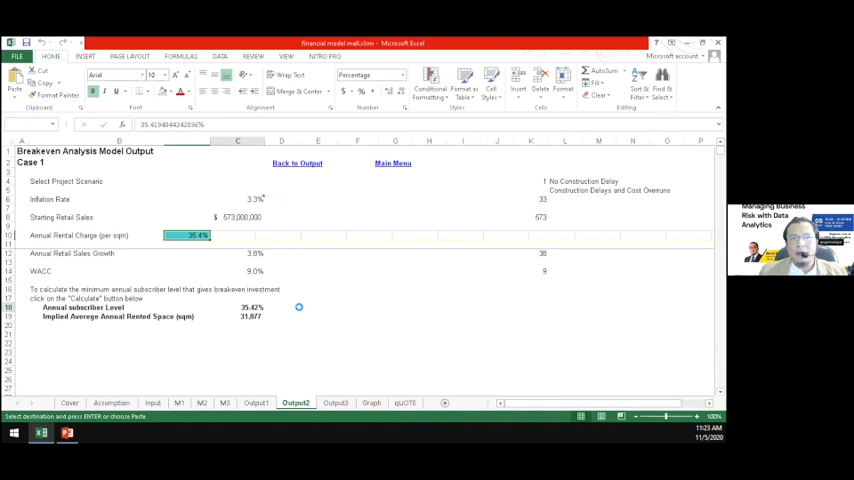 financial model mall.xlsm - Microsoft Excel
FILE HOME INSERT PAGE LAYOUT FORMULAS DATA REVIEW VIEW NITRO PRO Microsoft account
Cut
Copy
Format Painter
Paste
Arial 10
Wrap Text
Merge & Center
Percentage
Conditional Formatting
Format as Table
Cell Styles
Insert Delete Format
AutoSum
Fill
Clear
Sort & Filter
Find & Select
Clipboard Font Alignment Number Styles Cells Editing
35.4194044242036%
A B C D E F G H I J K L M N O P
Breakeven Analysis Model Output
Case 1
Back to Output Main Menu
Select Project Scenario 1 No Construction Delay
Construction Delays and Cost Overruns
Inflation Rate 3.3% 33
Starting Retail Sales $ 573,000,000 573
Annual Rental Charge (per sqm) 35.4%
Annual Retail Sales Growth 3.8% 38
WACC 9.0% 9
To calculate the minimum annual subscriber level that gives breakeven investment
click on the "Calculate" button below
Annual subscriber Level 35.42%
Implied Averege Annual Rented Space (sqm) 31,877
Cover Assumption Input M1 M2 M3 Output1 Output2 Output3 Graph qUOTE
Select destination and press ENTER or choose Paste 100%
11:23 AM
11/5/2020
Managing Business
Risk with Data
Analytics